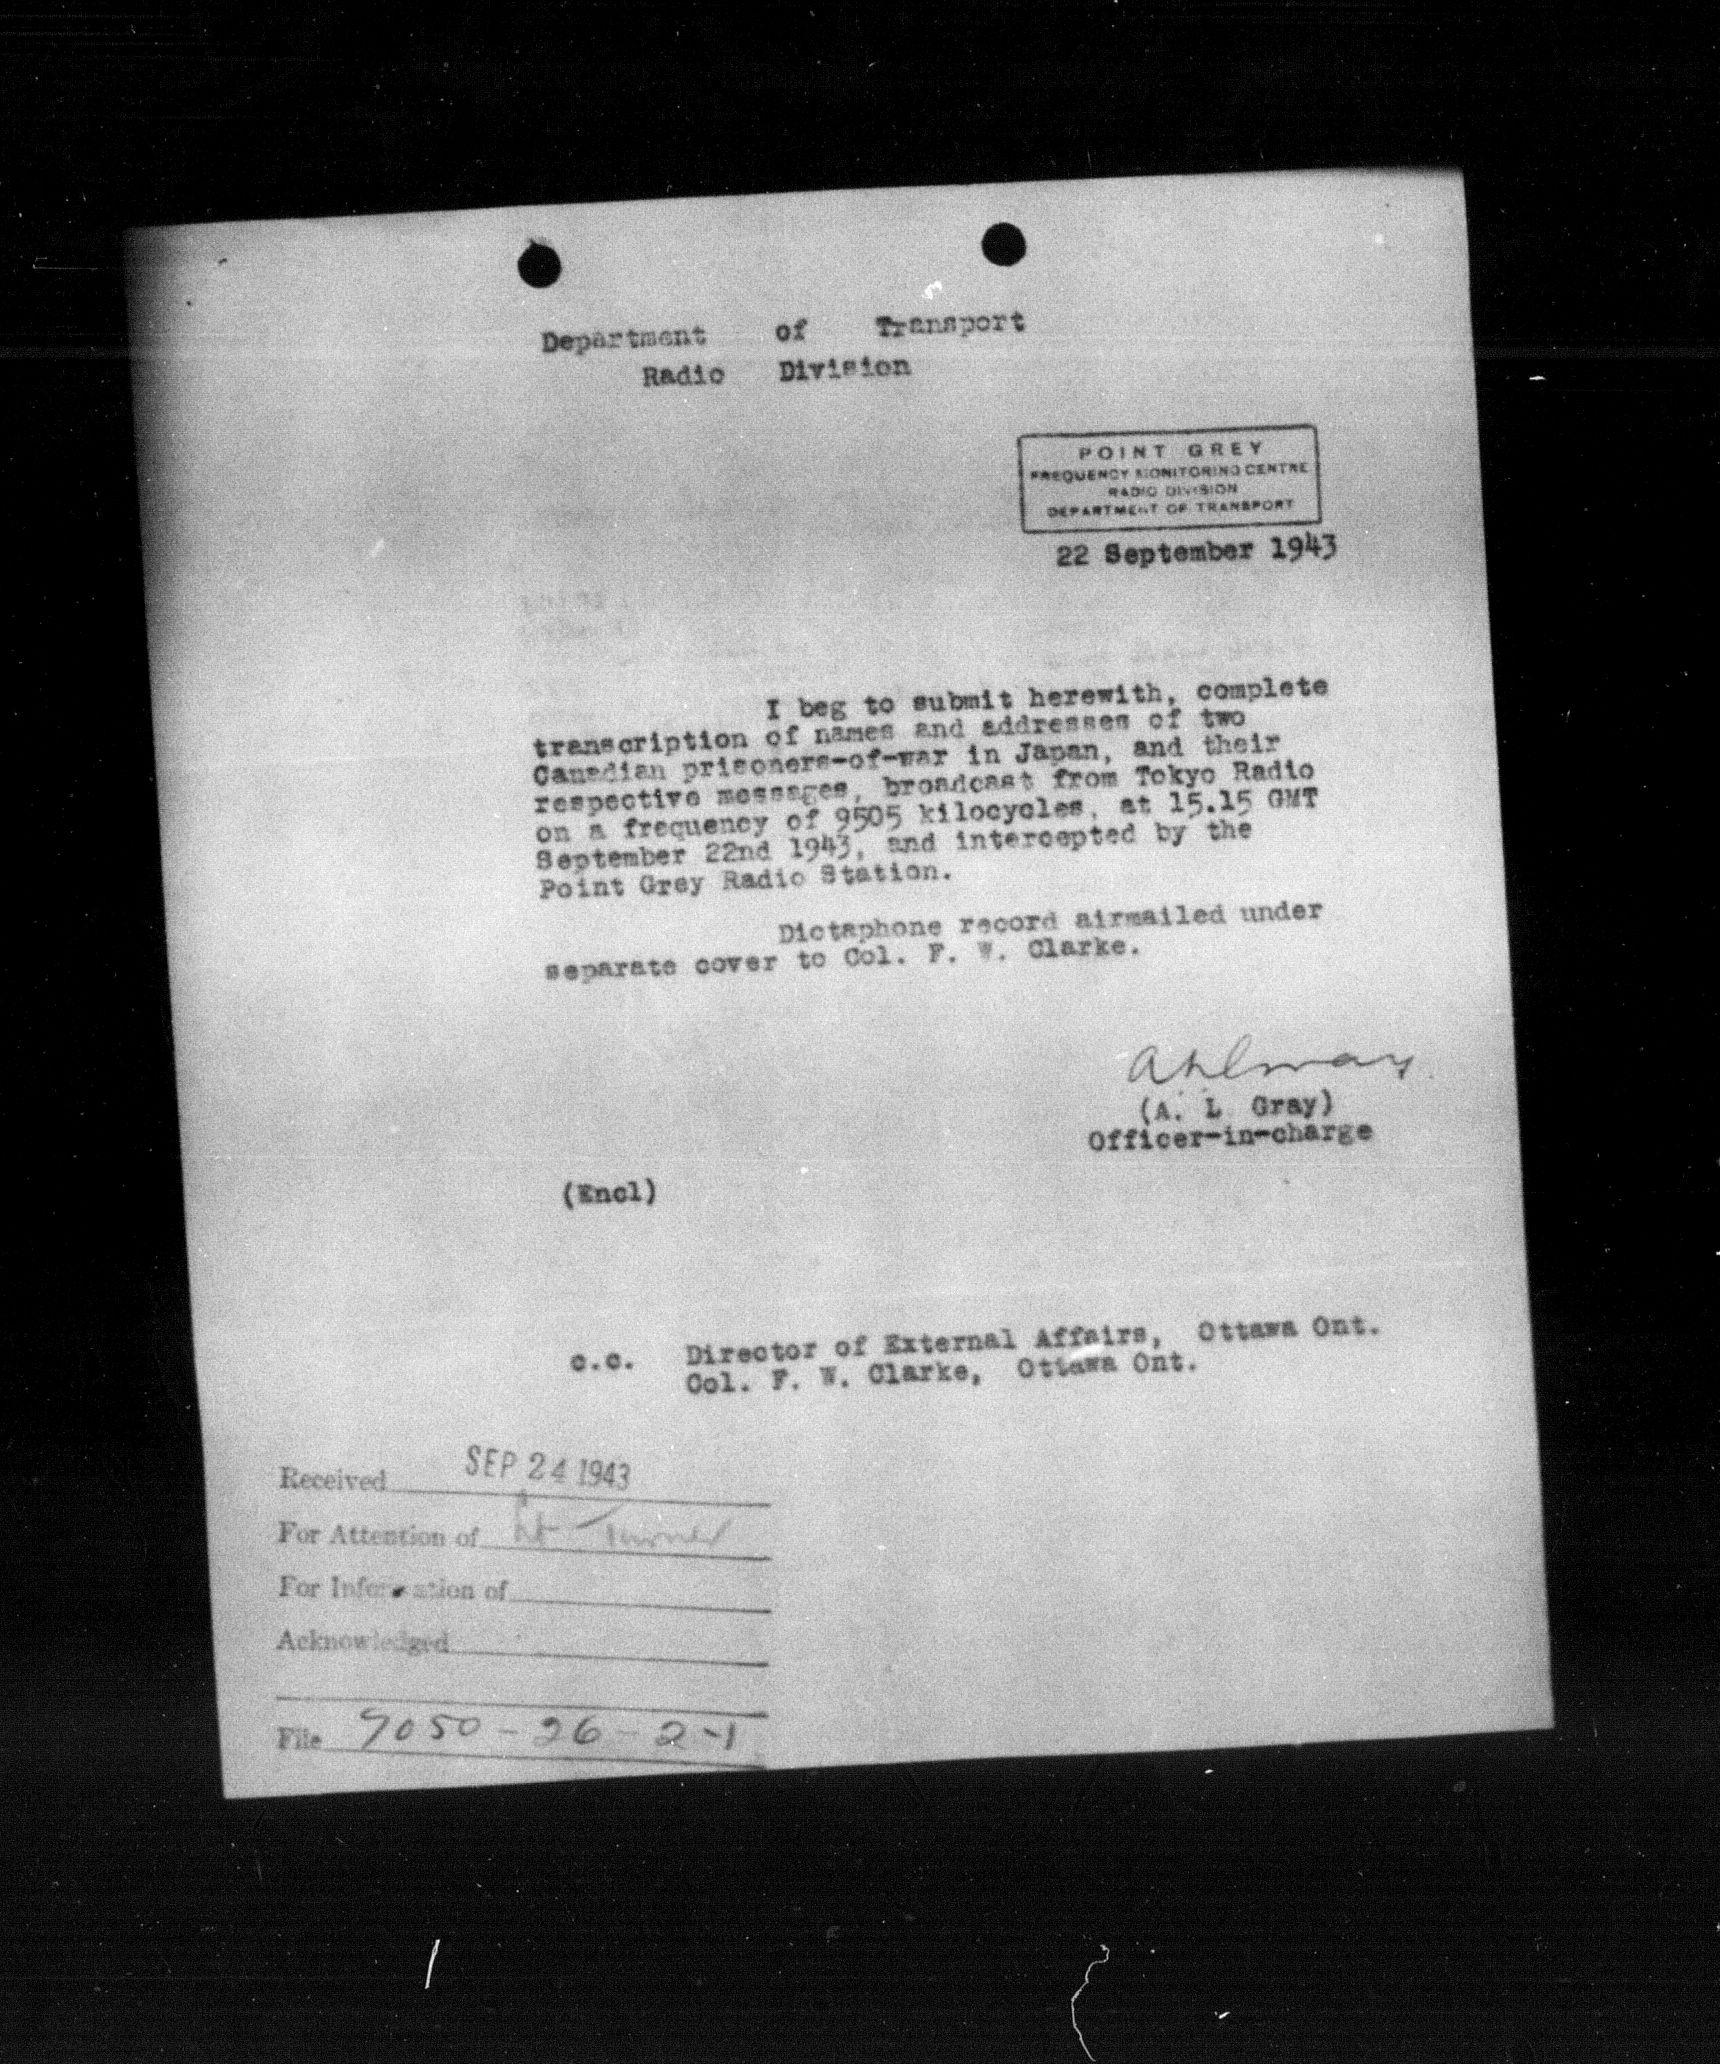 Department of Transport
Radio Division
POINT GREY
FREQUENCY MONITORING CENTRE
RADIO DIVISION
DEPARTMENT OF TRANSPORT
22 September 1943
I beg to submit herewith, complete
transcription of names and addresses of two
Canadian prisoners-of-war in Japan, and their
respective messages, broadcast from Tokyo Radio
on a frequency of 9505 kilocycles, at 15.15 GMT
September 22nd 1943, and intercepted by the
Point Grey Radio Station.
Dictaphone record airmailed under
separate cover to Col. F. W. Clarke.
(A. L Gray)
Officer-in-charge
(Encl)
c.c. Director of External Affairs, Ottawa Ont.
Col. F. W. Clarke, Ottawa Ont.
Received SEP 24 1943
For Attention of Turner
For Information of
Acknowledged
File 9050-26-2-1